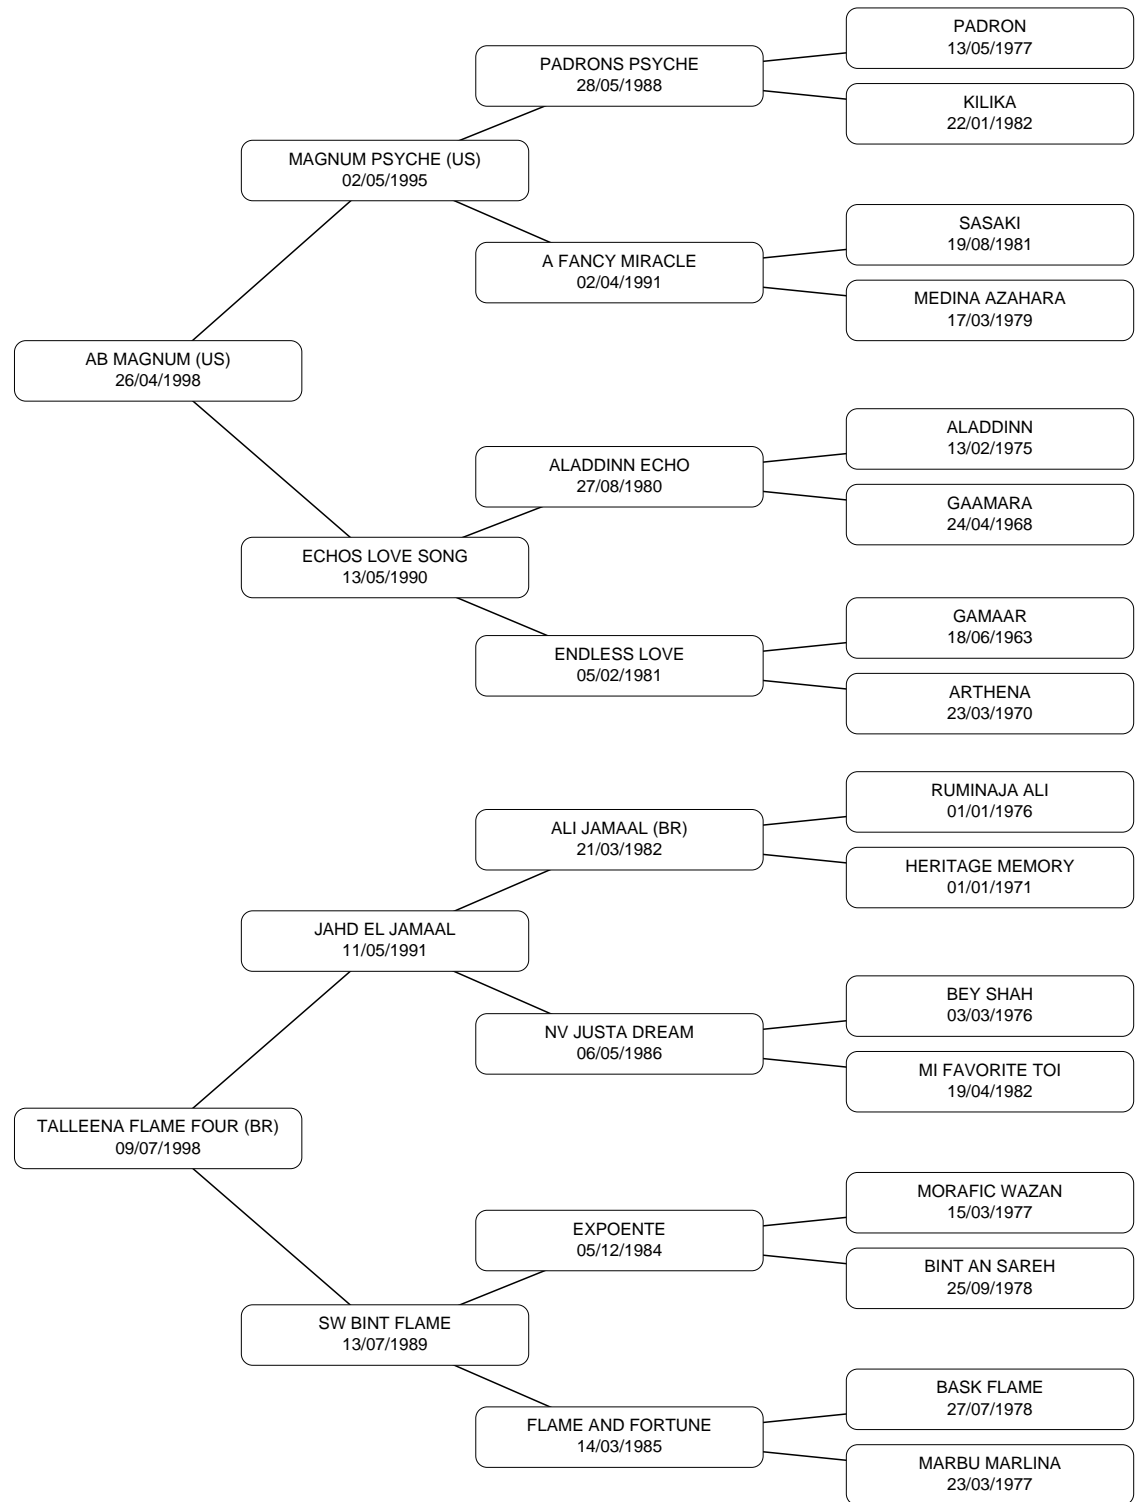 PADRON
13/05/1977
PADRONS PSYCHE
28/05/1988
KILIKA
22/01/1982
MAGNUM PSYCHE (US)
02/05/1995
SASAKI
19/08/1981
A FANCY MIRACLE
02/04/1991
MEDINA AZAHARA
17/03/1979
AB MAGNUM (US)
26/04/1998
ALADDINN
13/02/1975
ALADDINN ECHO
27/08/1980
GAAMARA
24/04/1968
ECHOS LOVE SONG
13/05/1990
GAMAAR
18/06/1963
ENDLESS LOVE
05/02/1981
ARTHENA
23/03/1970
RUMINAJA ALI
01/01/1976
ALI JAMAAL (BR)
21/03/1982
HERITAGE MEMORY
01/01/1971
JAHD EL JAMAAL
11/05/1991
BEY SHAH
03/03/1976
NV JUSTA DREAM
06/05/1986
MI FAVORITE TOI
19/04/1982
TALLEENA FLAME FOUR (BR)
09/07/1998
MORAFIC WAZAN
15/03/1977
EXPOENTE
05/12/1984
BINT AN SAREH
25/09/1978
SW BINT FLAME
13/07/1989
BASK FLAME
27/07/1978
FLAME AND FORTUNE
14/03/1985
MARBU MARLINA
23/03/1977